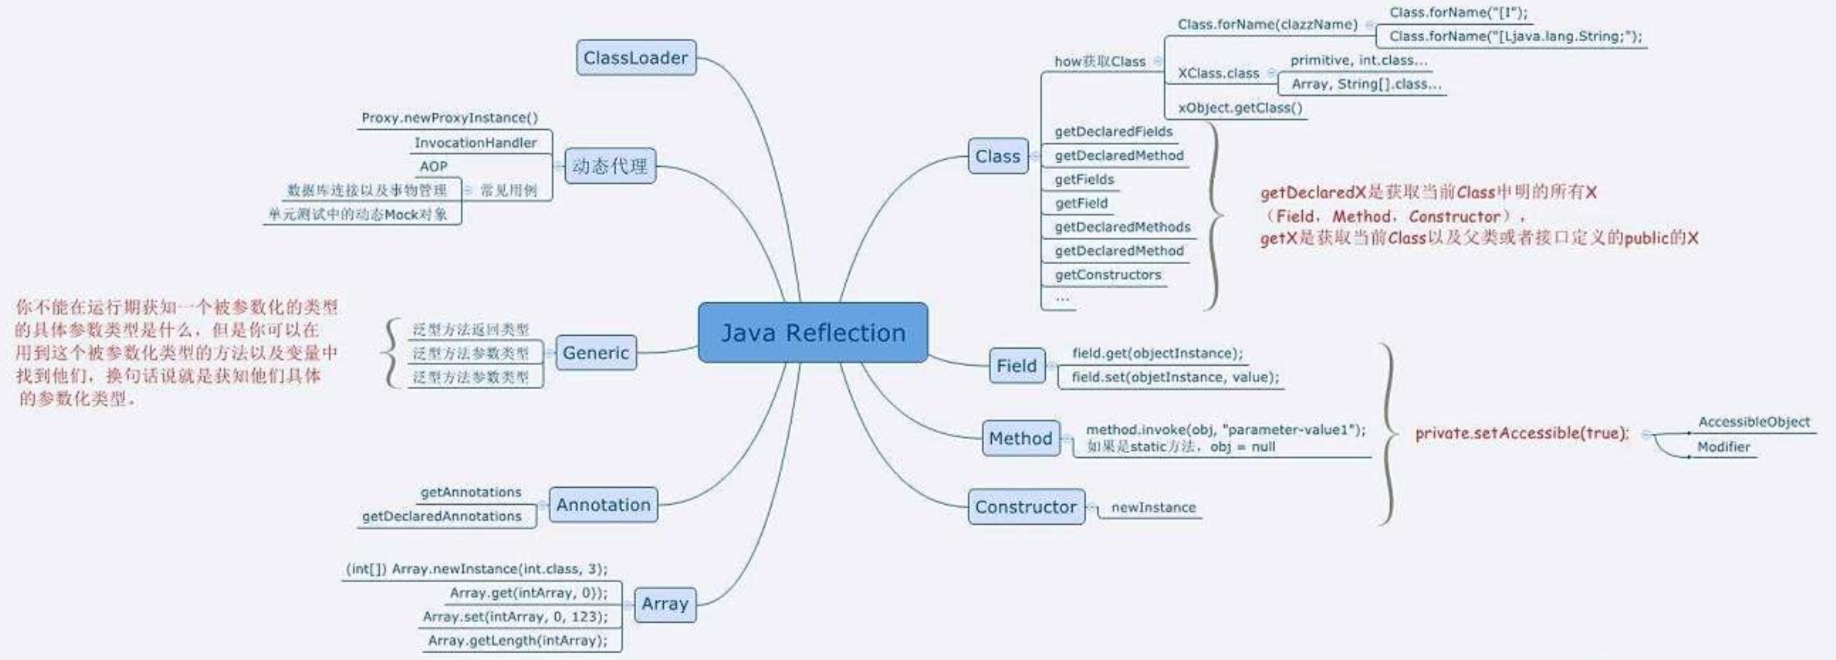 Java Reflection
ClassLoader
动态代理
Proxy.newProxyInstance()
InvocationHandler
AOP
常见用例
数据库连接以及事物管理
单元测试中的动态Mock对象
Generic
泛型方法返回类型
泛型方法参数类型
泛型方法参数类型
你不能在运行期获知一个被参数化的类型
的具体参数类型是什么，但是你可以在
用到这个被参数化类型的方法以及变量中
找到他们，换句话说就是获知他们具体
的参数化类型。
Annotation
getAnnotations
getDeclaredAnnotations
Array
(int[]) Array.newInstance(int.class, 3);
Array.get(intArray, 0));
Array.set(intArray, 0, 123);
Array.getLength(intArray);
Class
how获取Class
Class.forName(clazzName)
Class.forName("[I");
Class.forName("[Ljava.lang.String;");
XClass.class
primitive, int.class...
Array, String[].class...
xObject.getClass()
getDeclaredFields
getDeclaredMethod
getFields
getField
getDeclaredMethods
getDeclaredMethod
getConstructors
...
getDeclaredX是获取当前Class申明的所有X
（Field，Method，Constructor），
getX是获取当前Class以及父类或者接口定义的public的X
Field
field.get(objectInstance);
field.set(objetInstance, value);
Method
method.invoke(obj, "parameter-value1");
如果是static方法，obj = null
Constructor
newInstance
private.setAccessible(true);
AccessibleObject
Modifier